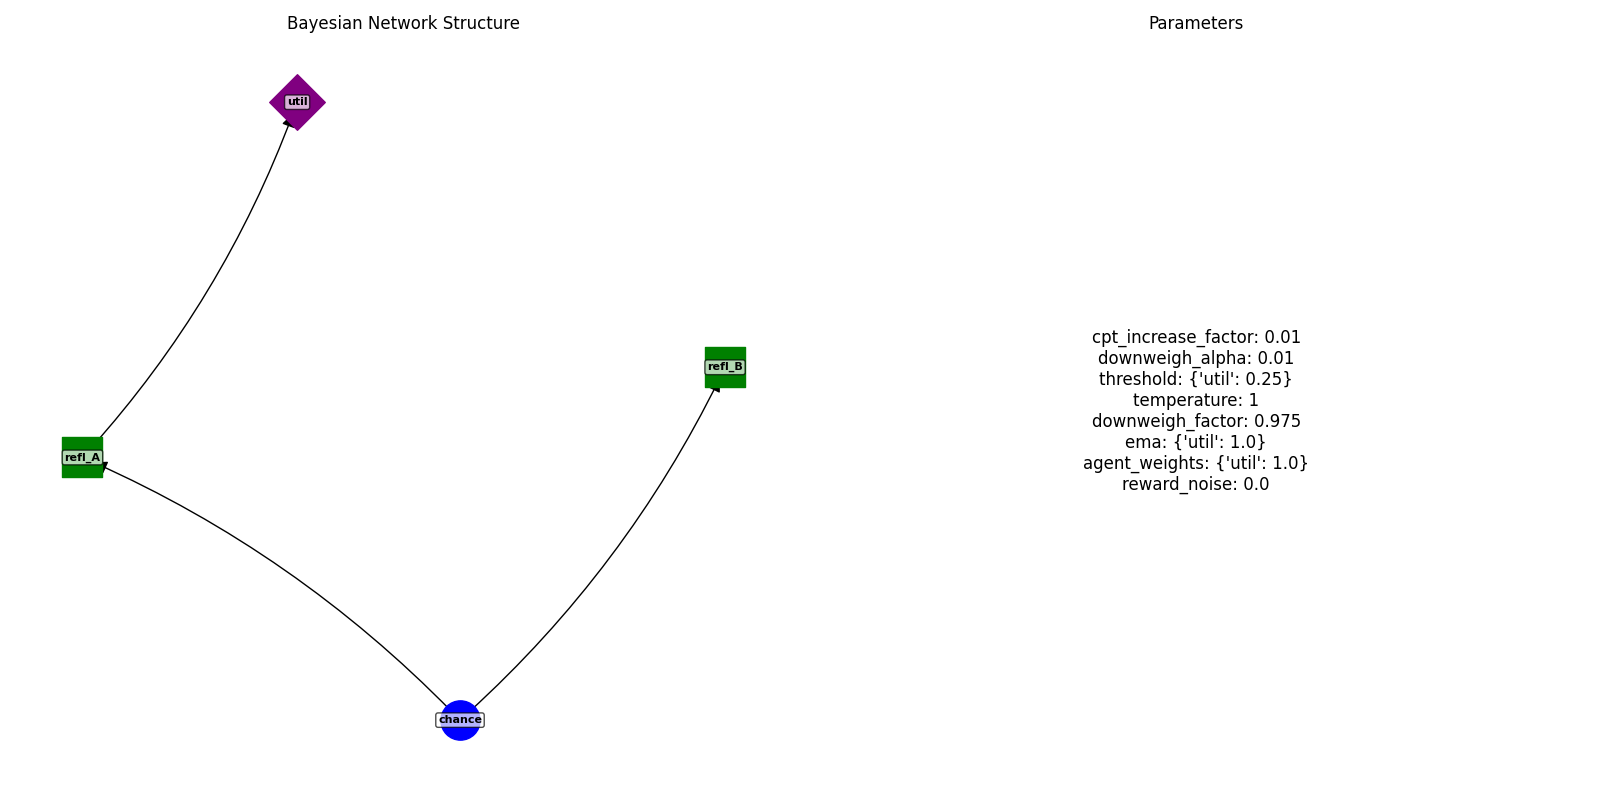 Bayesian Network Structure
util
refl_B
refl_A
chance
Parameters
cpt_increase_factor: 0.01
downweigh_alpha: 0.01
threshold: {'util': 0.25}
temperature: 1
downweigh_factor: 0.975
ema: {'util': 1.0}
agent_weights: {'util': 1.0}
reward_noise: 0.0